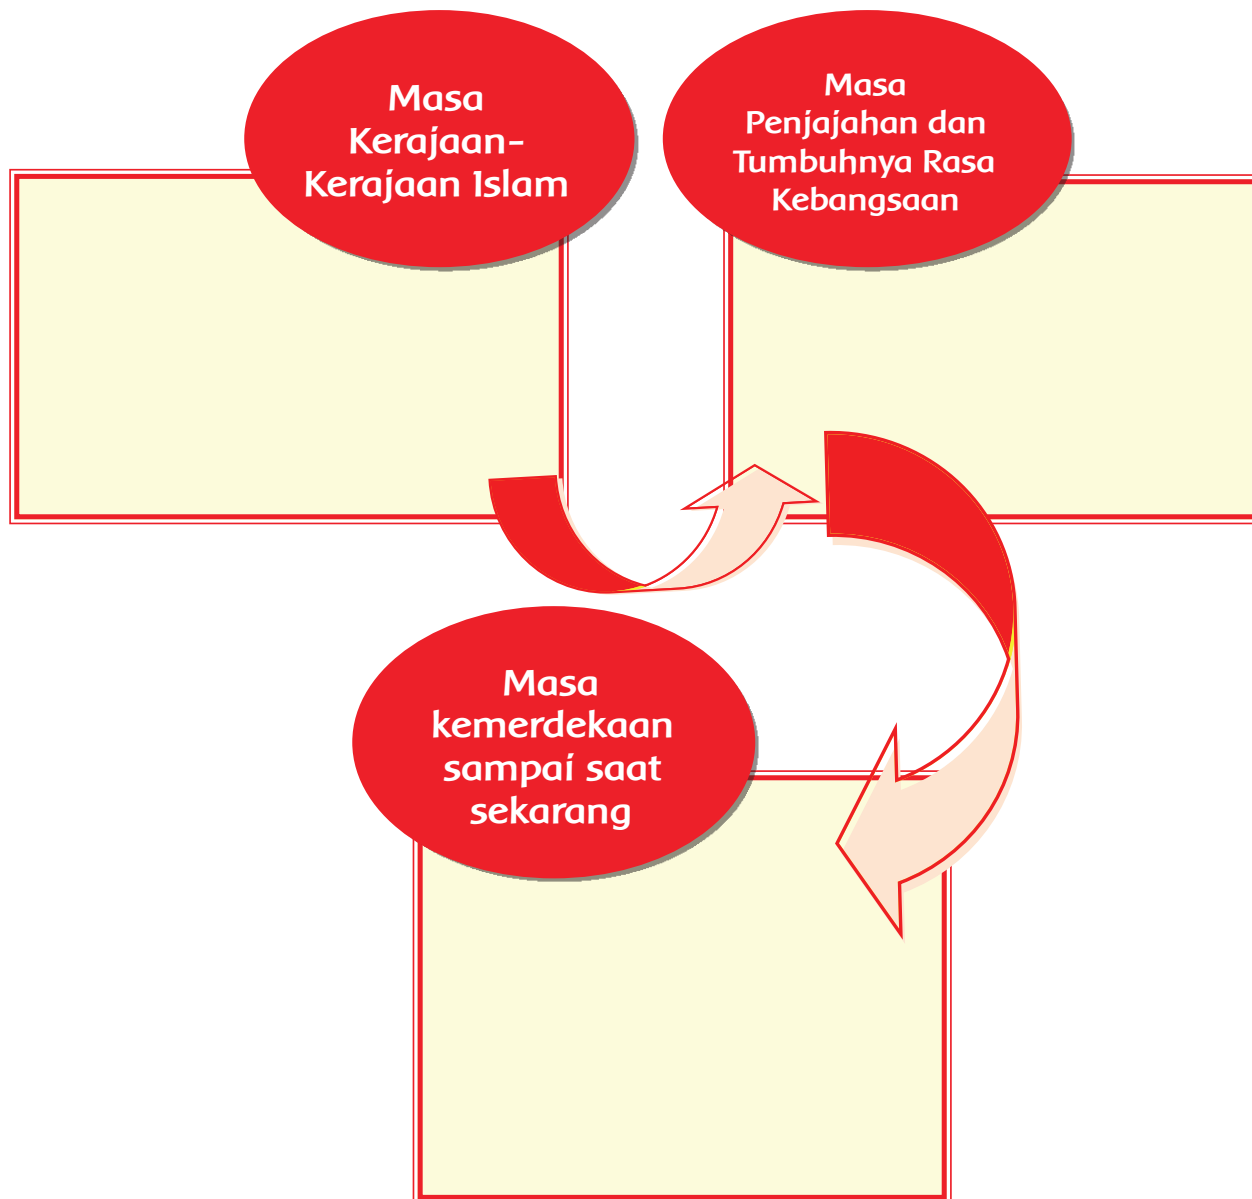 Masa
Kerajaan-
Kerajaan Islam
Masa
Penjajahan dan
Tumbuhnya Rasa
Kebangsaan
Masa
kemerdekaan
sampai saat
sekarang